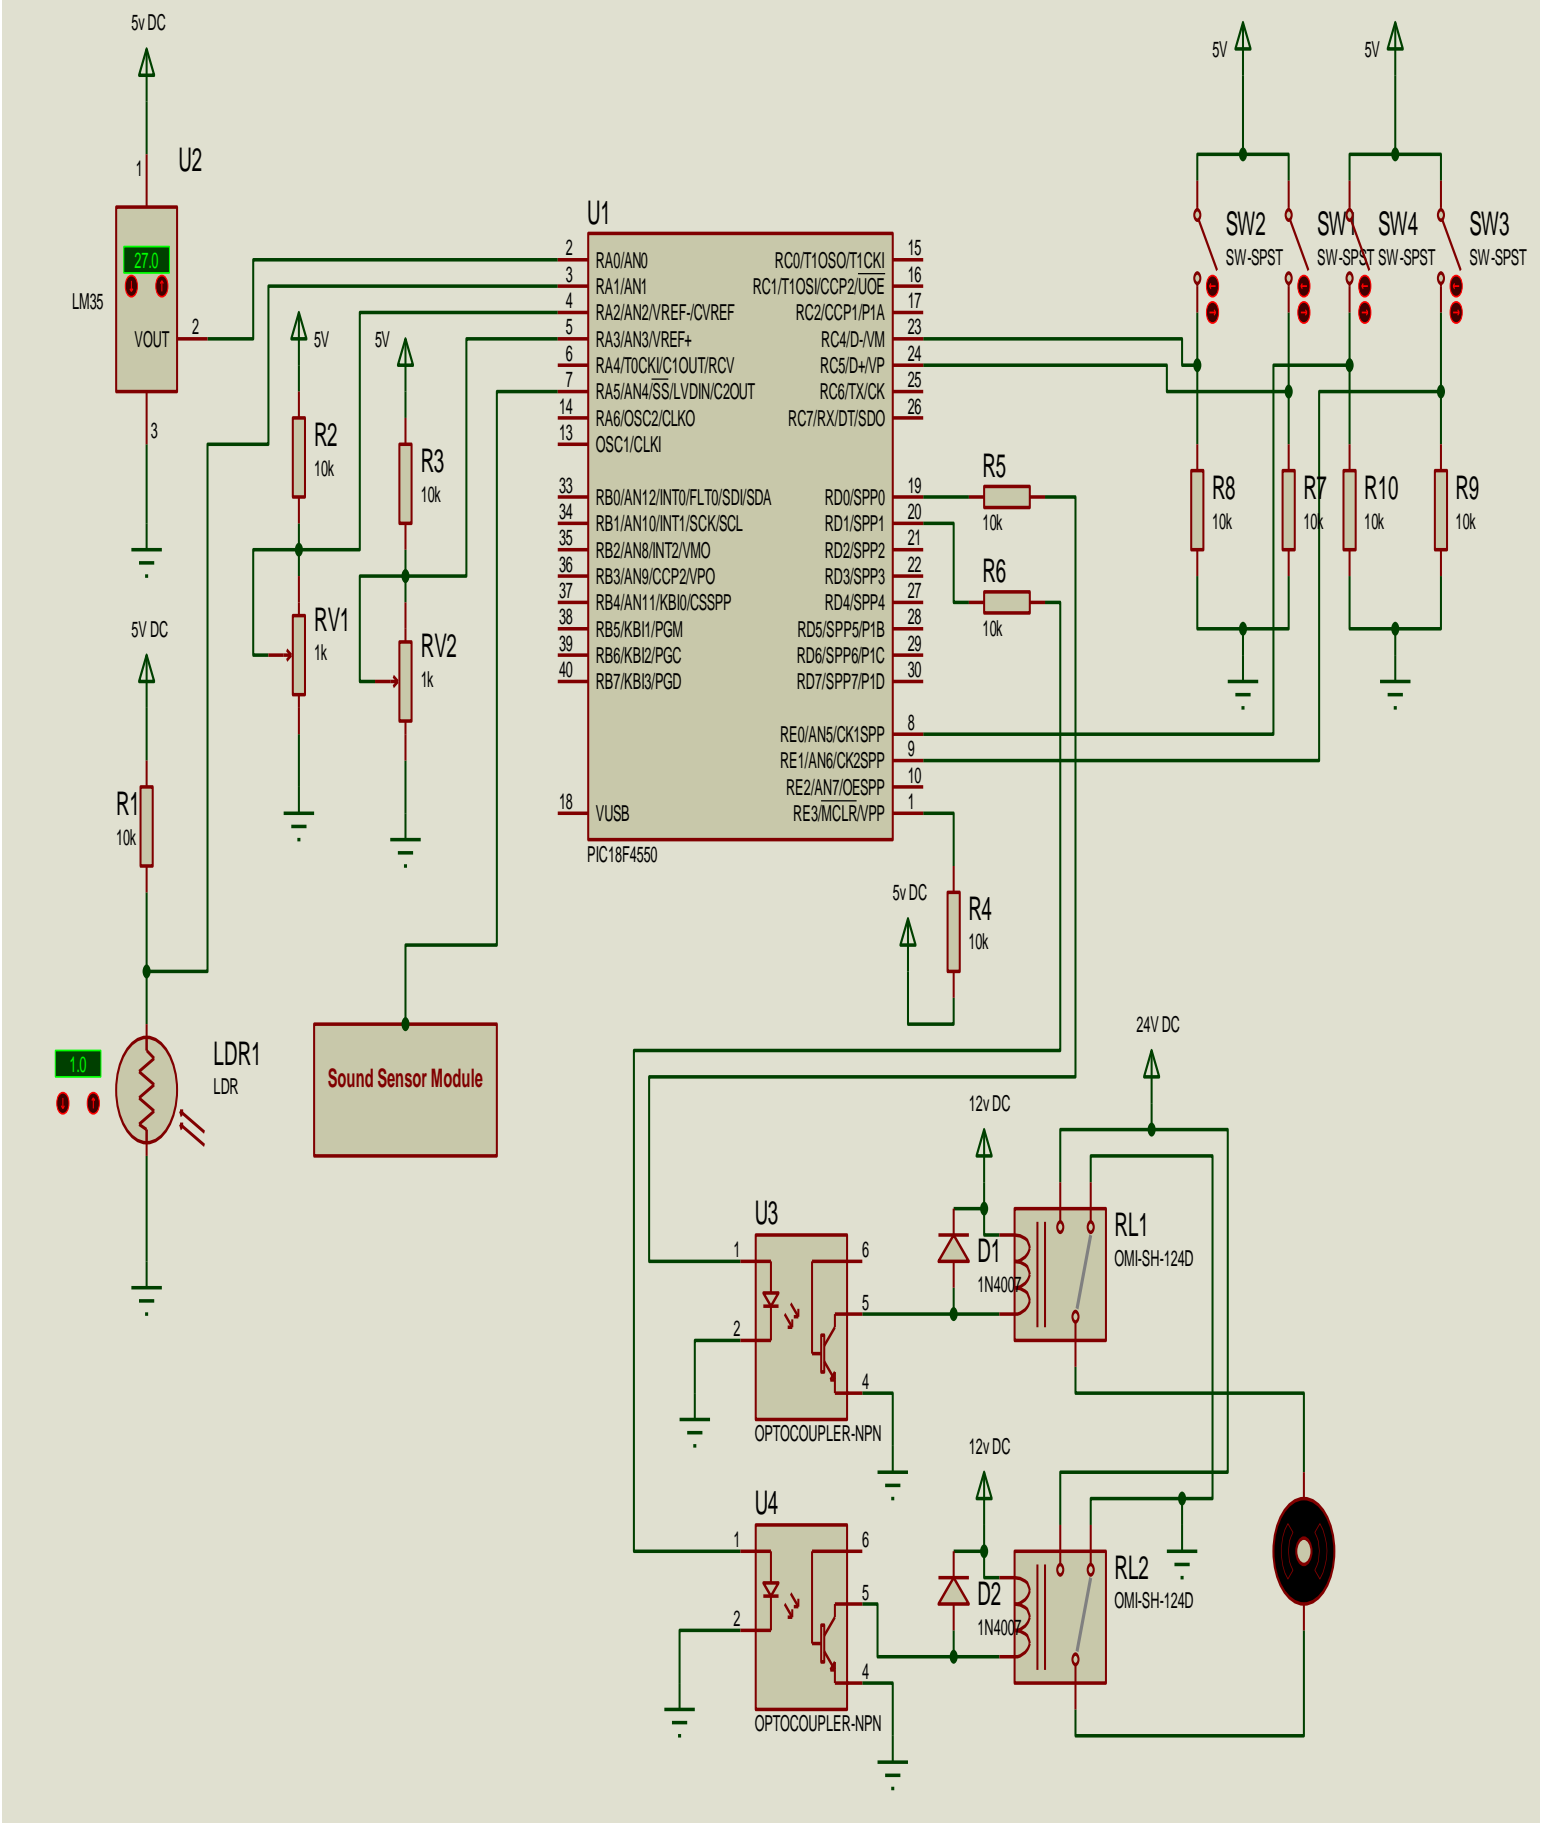 5v DC
1
U2
27.0
LM35
VOUT
2
3
5V
5V
R2
10k
R3
10k
RV1
1k
RV2
1k
5V DC
R1
10k
1.0
LDR1
LDR
Sound Sensor Module
U1
2 RA0/AN0
3 RA1/AN1
4 RA2/AN2/VREF-/CVREF
5 RA3/AN3/VREF+
6 RA4/T0CKI/C1OUT/RCV
7 RA5/AN4/SS/LVDIN/C2OUT
14 RA6/OSC2/CLKO
13 OSC1/CLKI
33 RB0/AN12/INT0/FLT0/SDI/SDA
34 RB1/AN10/INT1/SCK/SCL
35 RB2/AN8/INT2/VMO
36 RB3/AN9/CCP2/VPO
37 RB4/AN11/KBI0/CSSPP
38 RB5/KBI1/PGM
39 RB6/KBI2/PGC
40 RB7/KBI3/PGD
18 VUSB
RC0/T1OSO/T1CKI 15
RC1/T1OSI/CCP2/UOE 16
RC2/CCP1/P1A 17
RC4/D-/VM 23
RC5/D+/VP 24
RC6/TX/CK 25
RC7/RX/DT/SDO 26
RD0/SPP0 19
RD1/SPP1 20
RD2/SPP2 21
RD3/SPP3 22
RD4/SPP4 27
RD5/SPP5/P1B 28
RD6/SPP6/P1C 29
RD7/SPP7/P1D 30
RE0/AN5/CK1SPP 8
RE1/AN6/CK2SPP 9
RE2/AN7/OESPP 10
RE3/MCLR/VPP 1
PIC18F4550
R5
10k
R6
10k
5v DC
R4
10k
5V
5V
SW2
SW-SPST
SW1
SW-SPST
SW4
SW-SPST
SW3
SW-SPST
R8
10k
R7
10k
R10
10k
R9
10k
24V DC
12v DC
U3
1
2
6
5
4
OPTOCOUPLER-NPN
D1
1N4007
RL1
OMI-SH-124D
12v DC
U4
1
2
6
5
4
OPTOCOUPLER-NPN
D2
1N4007
RL2
OMI-SH-124D